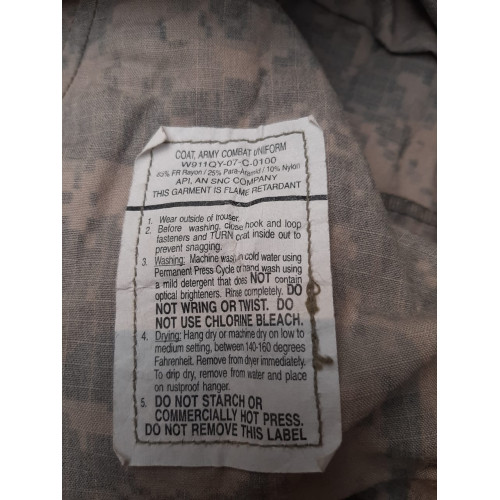 COAT, ARMY COMBAT UNIFORM
W911QY-07-C-0100
FR Rayon / 25% Para-Aramid / 10% Nylon
API, AN SNC COMPANY
THIS GARMENT IS FLAME RETARDANT
1. Wear outside of trouser.
2. Before washing, close hook and loop
fasteners and TURN coat inside out to
prevent snagging.
3. Washing: Machine wash in cold water using
Permanent Press Cycle or hand wash using
a mild detergent that does NOT contain
optical brighteners. Rinse completely. DO
NOT WRING OR TWIST. DO
NOT USE CHLORINE BLEACH.
4. Drying: Hang dry or machine dry on low to
medium setting, between 140-160 degrees
Fahrenheit. Remove from dryer immediately.
To drip dry, remove from water and place
on rustproof hanger.
5. DO NOT STARCH OR
COMMERCIALLY HOT PRESS.
DO NOT REMOVE THIS LABEL